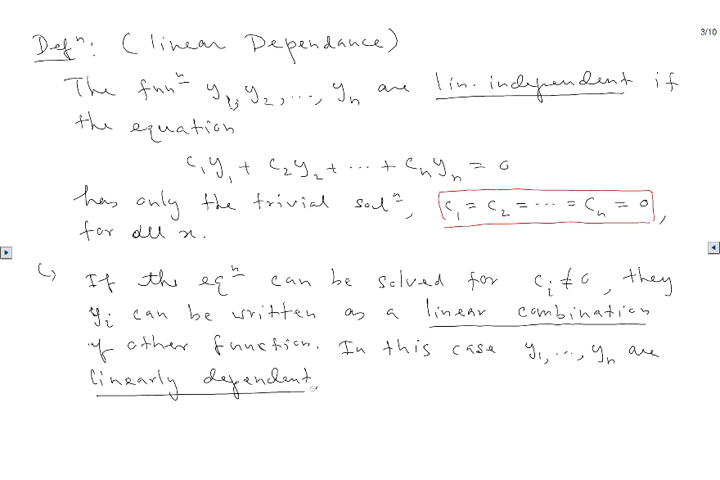 3/10
Defⁿ: (linear Dependance)
The funⁿ y₁, y₂, ..., yₙ are lin. independent if
the equation
c₁y₁ + c₂y₂ + ... + cₙyₙ = 0
has only the trivial solⁿ, c₁ = c₂ = ... = cₙ = 0,
for all x.
↳ If the eqⁿ can be solved for cᵢ ≠ 0, they
yᵢ can be written as a linear combination
of other function. In this case y₁, ..., yₙ are
linearly dependent.